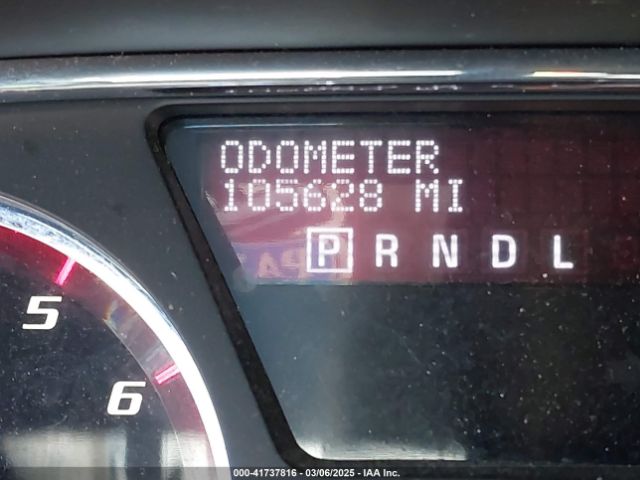 ODOMETER
105628 MI
P R N D L
5
6
000-41737816 - 03/06/2025 - IAA Inc.